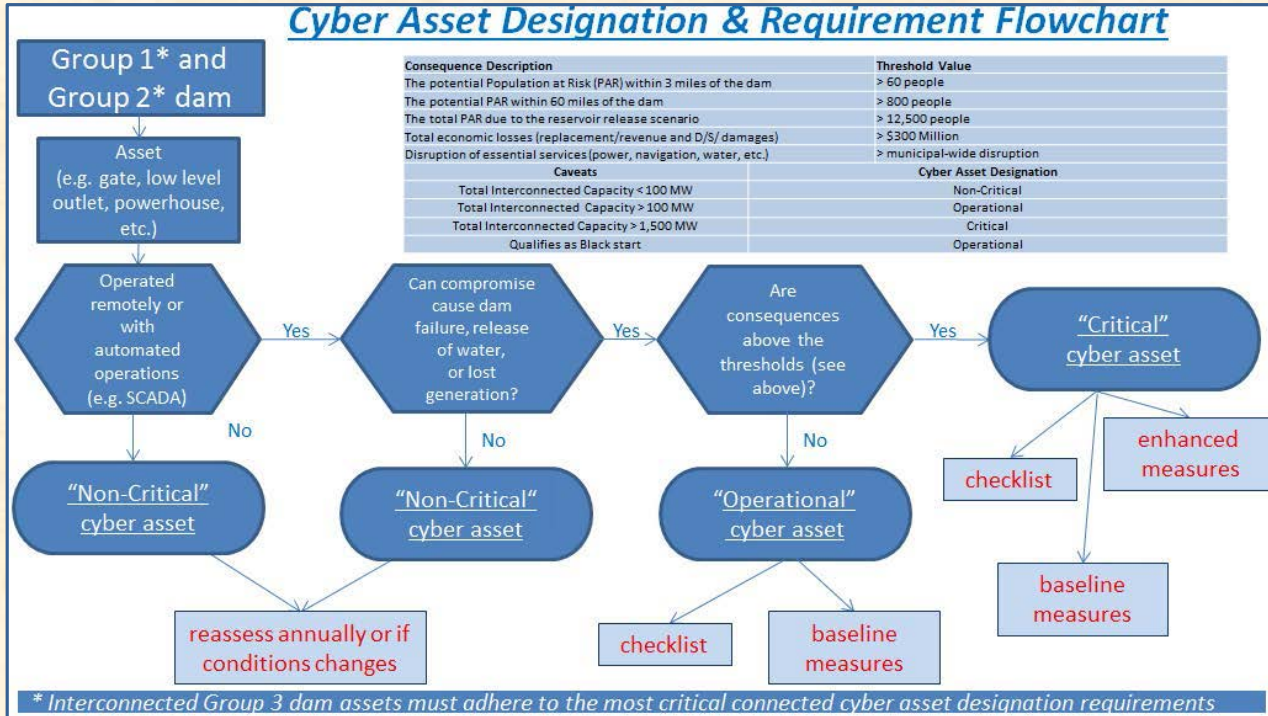 Cyber Asset Designation & Requirement Flowchart
Group 1* and
Group 2* dam
Consequence Description Threshold Value
The potential Population at Risk (PAR) within 3 miles of the dam > 60 people
The potential PAR within 60 miles of the dam > 800 people
The total PAR due to the reservoir release scenario > 12,500 people
Total economic losses (replacement/revenue and D/S/ damages) > $300 Million
Disruption of essential services (power, navigation, water, etc.) > municipal-wide disruption
Caveats Cyber Asset Designation
Total Interconnected Capacity < 100 MW Non-Critical
Total Interconnected Capacity > 100 MW Operational
Total Interconnected Capacity > 1,500 MW Critical
Qualifies as Black start Operational
Asset
(e.g. gate, low level
outlet, powerhouse,
etc.)
Operated
remotely or
with
automated
operations
(e.g. SCADA)
Yes
Can compromise
cause dam
failure, release
of water,
or lost
generation?
Yes
Are
consequences
above the
thresholds (see
above)?
Yes
"Critical"
cyber asset
No
No
No
"Non-Critical"
cyber asset
"Non-Critical"
cyber asset
"Operational"
cyber asset
checklist
enhanced
measures
baseline
measures
reassess annually or if
conditions changes
checklist
baseline
measures
* Interconnected Group 3 dam assets must adhere to the most critical connected cyber asset designation requirements